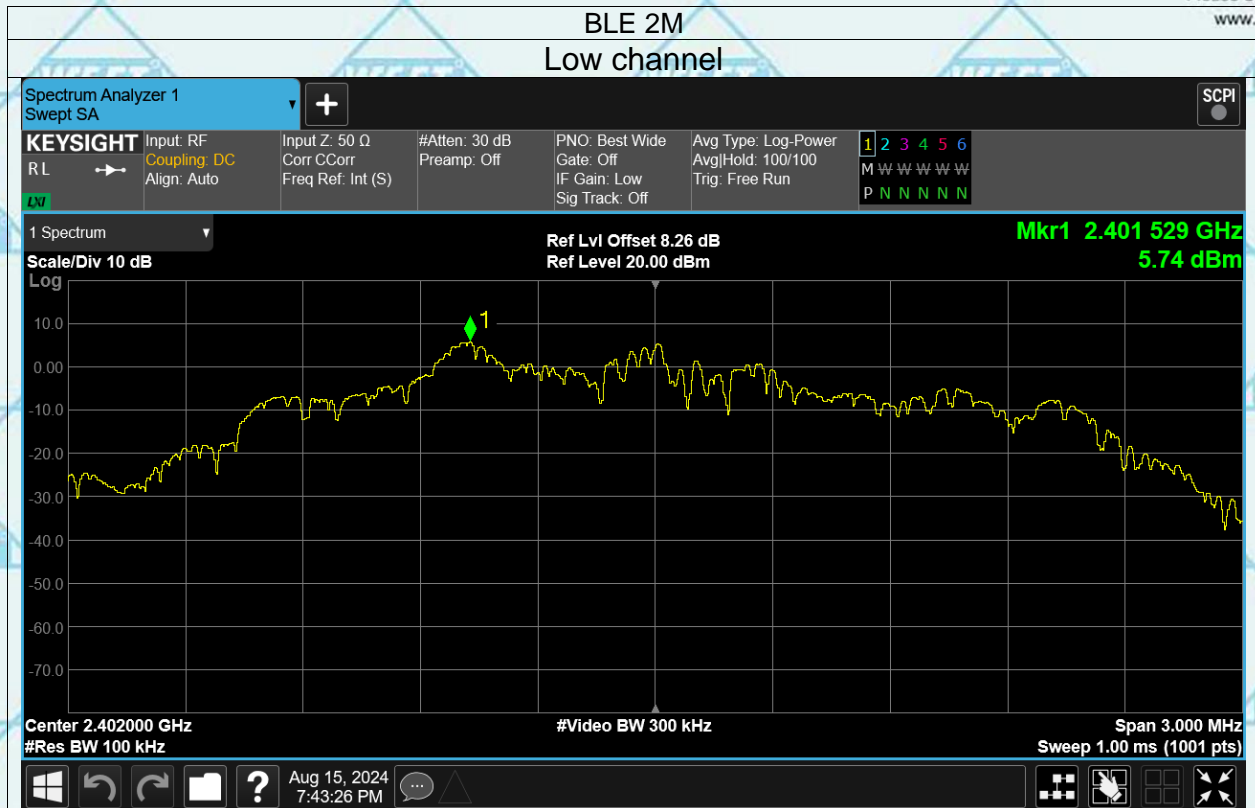 www.
BLE 2M
Low channel
Spectrum Analyzer 1
Swept SA
SCPI
KEYSIGHT
RL
LXI
Input: RF
Coupling: DC
Align: Auto
Input Z: 50 Ω
Corr CCorr
Freq Ref: Int (S)
#Atten: 30 dB
Preamp: Off
PNO: Best Wide
Gate: Off
IF Gain: Low
Sig Track: Off
Avg Type: Log-Power
Avg|Hold: 100/100
Trig: Free Run
1 2 3 4 5 6
M W W W W W
P N N N N N
1 Spectrum
Scale/Div 10 dB
Ref Lvl Offset 8.26 dB
Ref Level 20.00 dBm
Mkr1 2.401 529 GHz
5.74 dBm
Log
1
10.0
0.00
-10.0
-20.0
-30.0
-40.0
-50.0
-60.0
-70.0
Center 2.402000 GHz
#Video BW 300 kHz
Span 3.000 MHz
#Res BW 100 kHz
Sweep 1.00 ms (1001 pts)
?
Aug 15, 2024
7:43:26 PM